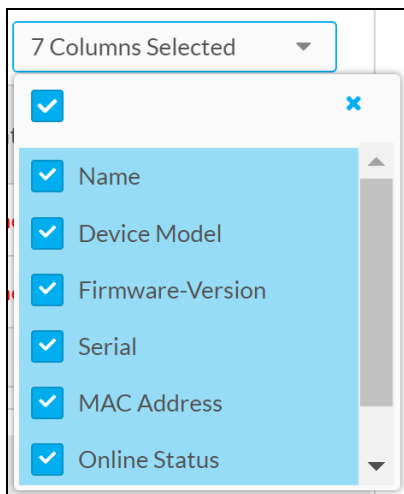 7 Columns Selected
Name
Device Model
Firmware-Version
Serial
MAC Address
Online Status